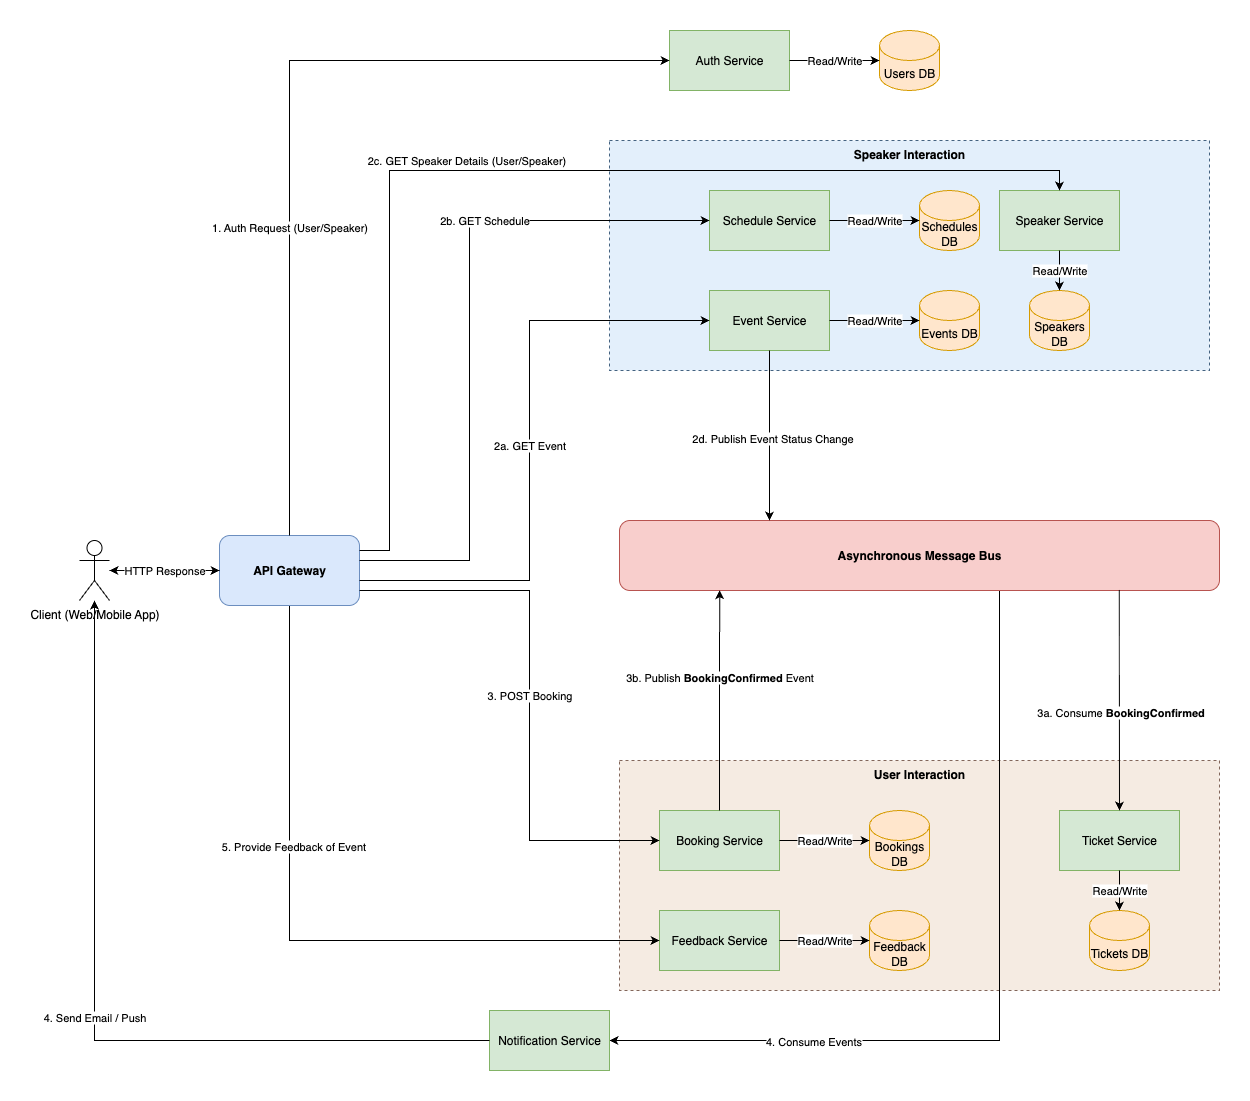 Auth Service
Read/Write
Users DB
Speaker Interaction
2c. GET Speaker Details (User/Speaker)
1. Auth Request (User/Speaker)
2b. GET Schedule
Schedule Service
Read/Write
Schedules
DB
Speaker Service
Read/Write
Event Service
Read/Write
Events DB
Speakers
DB
2a. GET Event
2d. Publish Event Status Change
Asynchronous Message Bus
HTTP Response
API Gateway
Client (Web/Mobile App)
3. POST Booking
3b. Publish BookingConfirmed Event
3a. Consume BookingConfirmed
User Interaction
5. Provide Feedback of Event
Booking Service
Read/Write
Bookings
DB
Ticket Service
Read/Write
Feedback Service
Read/Write
Feedback
DB
Tickets DB
4. Send Email / Push
Notification Service
4. Consume Events